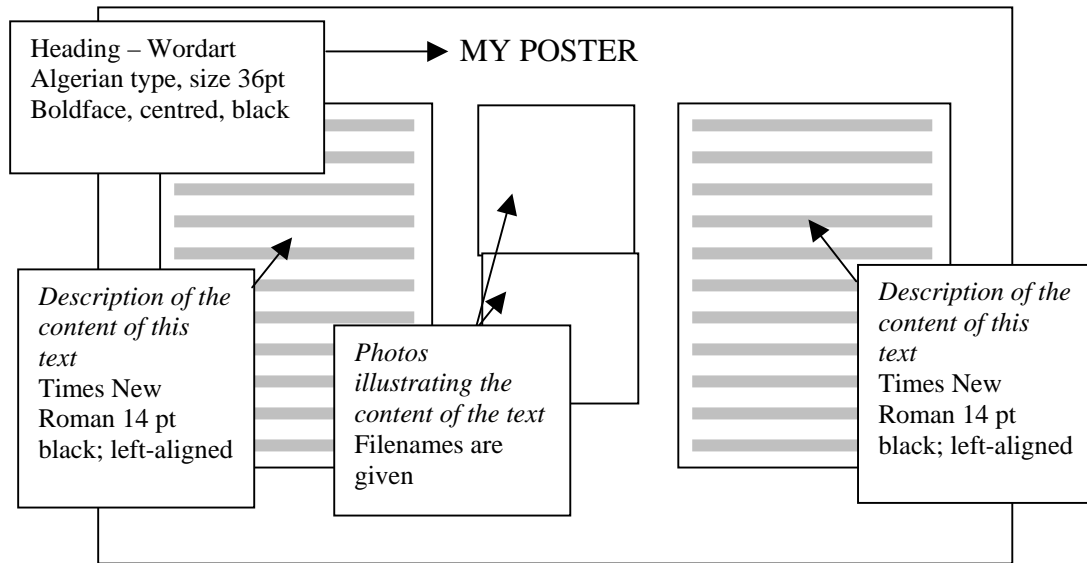 Heading – Wordart
Algerian type, size 36pt
Boldface, centred, black
MY POSTER
Description of the
content of this
text
Times New
Roman 14 pt
black; left-aligned
Photos
illustrating the
content of the text
Filenames are
given
Description of the
content of this
text
Times New
Roman 14 pt
black; left-aligned